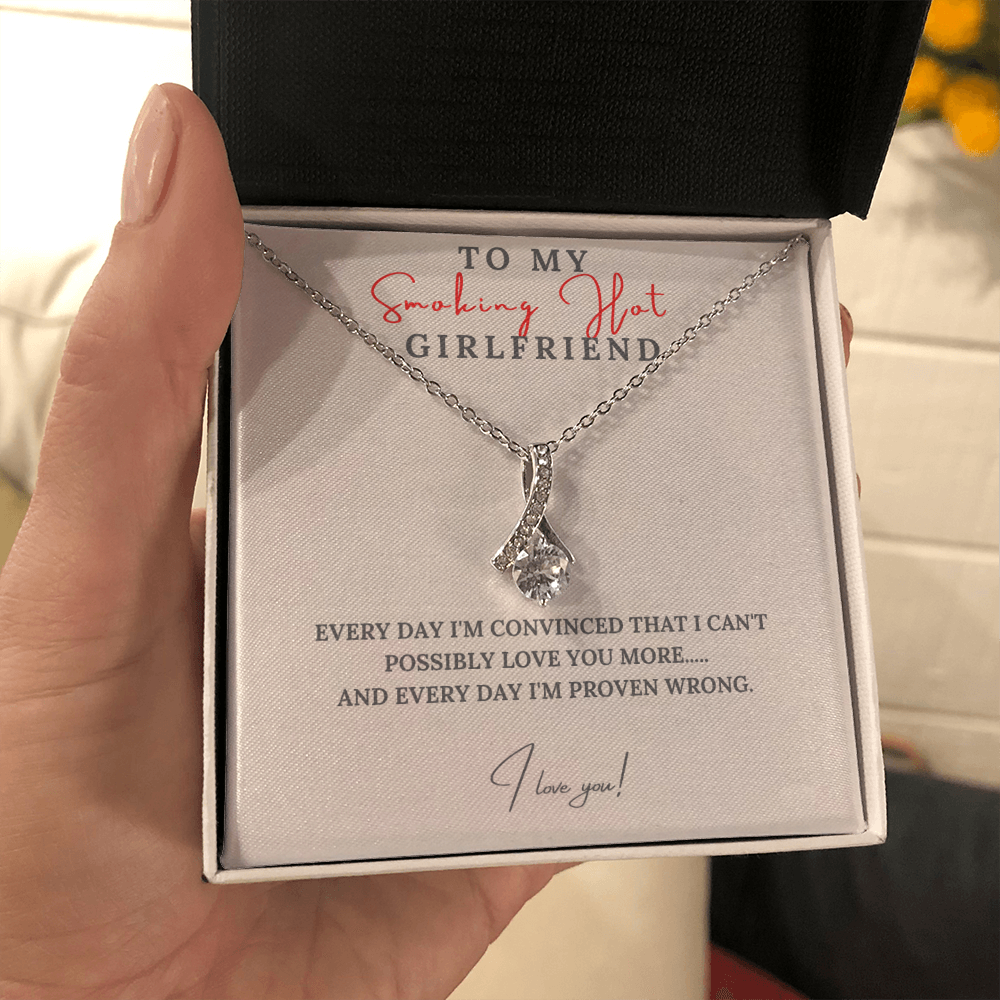 TO MY
Smoking Hot
GIRLFRIEND
EVERY DAY I'M CONVINCED THAT I CAN'T
POSSIBLY LOVE YOU MORE.....
AND EVERY DAY I'M PROVEN WRONG.
I love you!